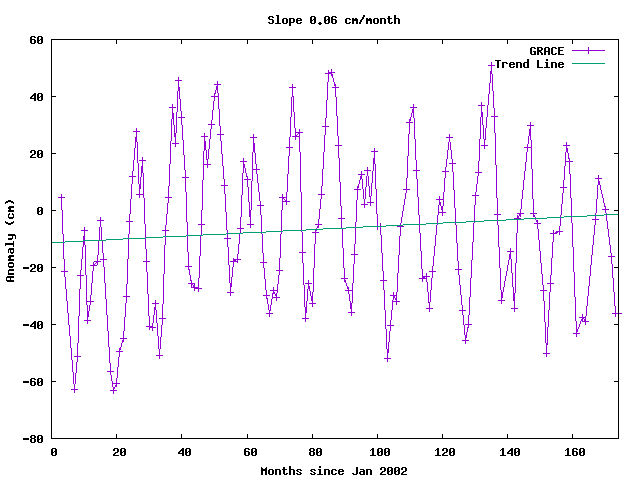 Slope 0.06 cm/month
GRACE
Trend Line
60
40
20
0
-20
-40
-60
-80
Anomaly (cm)
0 20 40 60 80 100 120 140 160
Months since Jan 2002